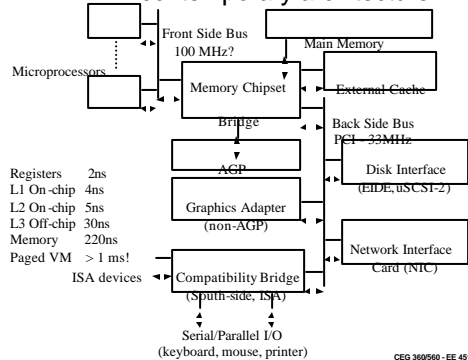 Front Side Bus
100 MHz?
Main Memory
Microprocessors
Memory Chipset
Bridge
External Cache
Back Side Bus
PCI - 33MHz
AGP
Disk Interface
(EIDE, uSCSI-2)
Registers 2ns
L1 On-chip 4ns
L2 On-chip 5ns
L3 Off-chip 30ns
Memory 220ns
Paged VM > 1 ms!
Graphics Adapter
(non-AGP)
Network Interface
Card (NIC)
ISA devices
Compatibility Bridge
(South-side, ISA)
Serial/Parallel I/O
(keyboard, mouse, printer)
CEG 360/560 - EE 45